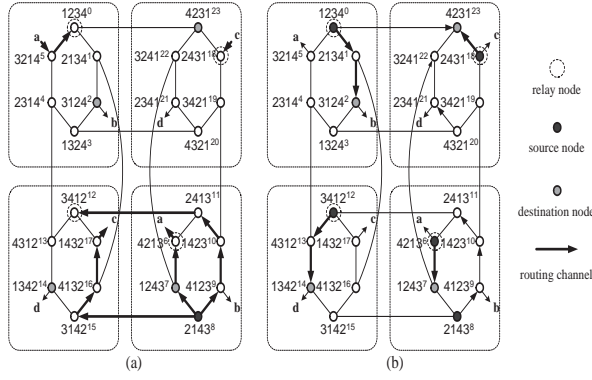 1234⁰ 4231²³ 1234⁰ 4231²³
a c a c
3214⁵ 2134¹ 3241²² 2431¹⁸ 3214⁵ 2134¹ 3241²² 2431¹⁸
relay node
2314⁴ 3124² 2341²¹ 3421¹⁹ 2314⁴ 3124² 2341²¹ 3421¹⁹
b d b d
1324³ 4321²⁰ 1324³ 4321²⁰
source node
3412¹² 2413¹¹ 3412¹² 2413¹¹
destination node
c a c a
4312¹³ 1432¹⁷ 4213⁶ 1423¹⁰ 4312¹³ 1432¹⁷ 4213⁶ 1423¹⁰
routing channel
1342¹⁴ 4132¹⁶ 1243⁷ 4123⁹ 1342¹⁴ 4132¹⁶ 1243⁷ 4123⁹
d b d b
3142¹⁵ 2143⁸ 3142¹⁵ 2143⁸
(a) (b)